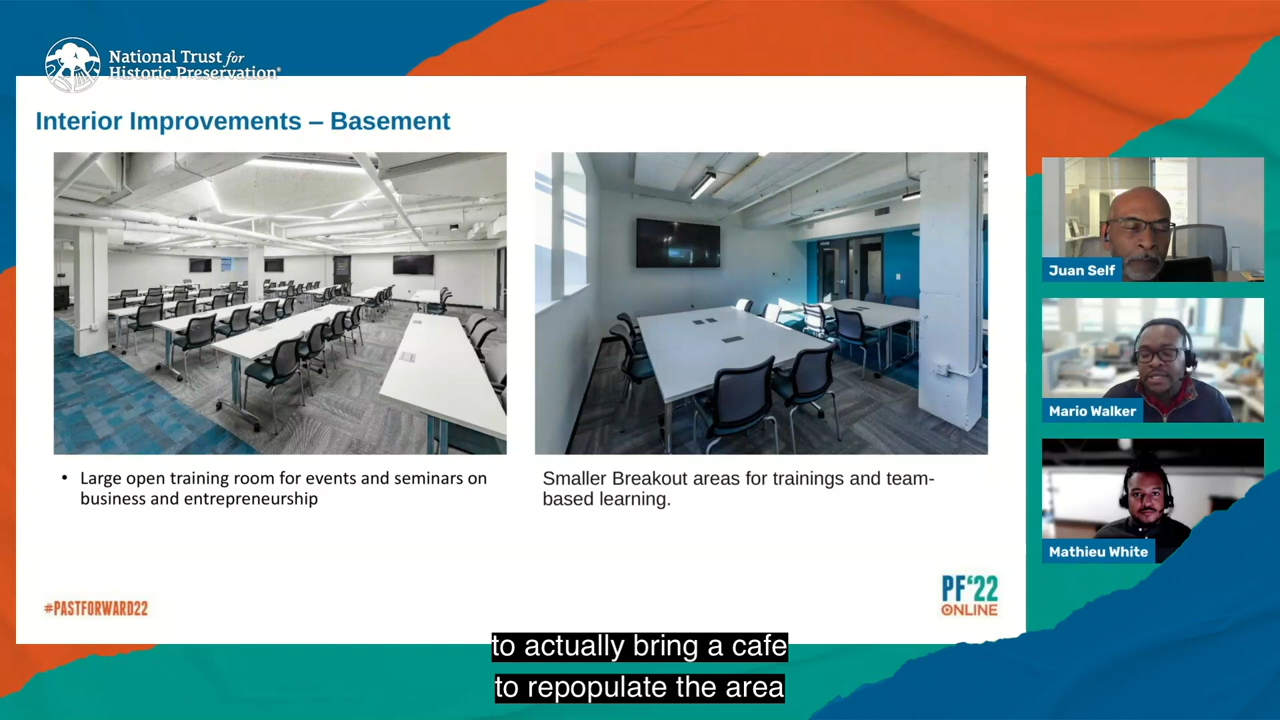 National Trust for
Historic Preservation®
Interior Improvements – Basement
• Large open training room for events and seminars on
business and entrepreneurship
Smaller Breakout areas for trainings and team-
based learning.
#PASTFORWARD22
PF'22
ONLINE
Juan Self
Mario Walker
Mathieu White
to actually bring a cafe
to repopulate the area